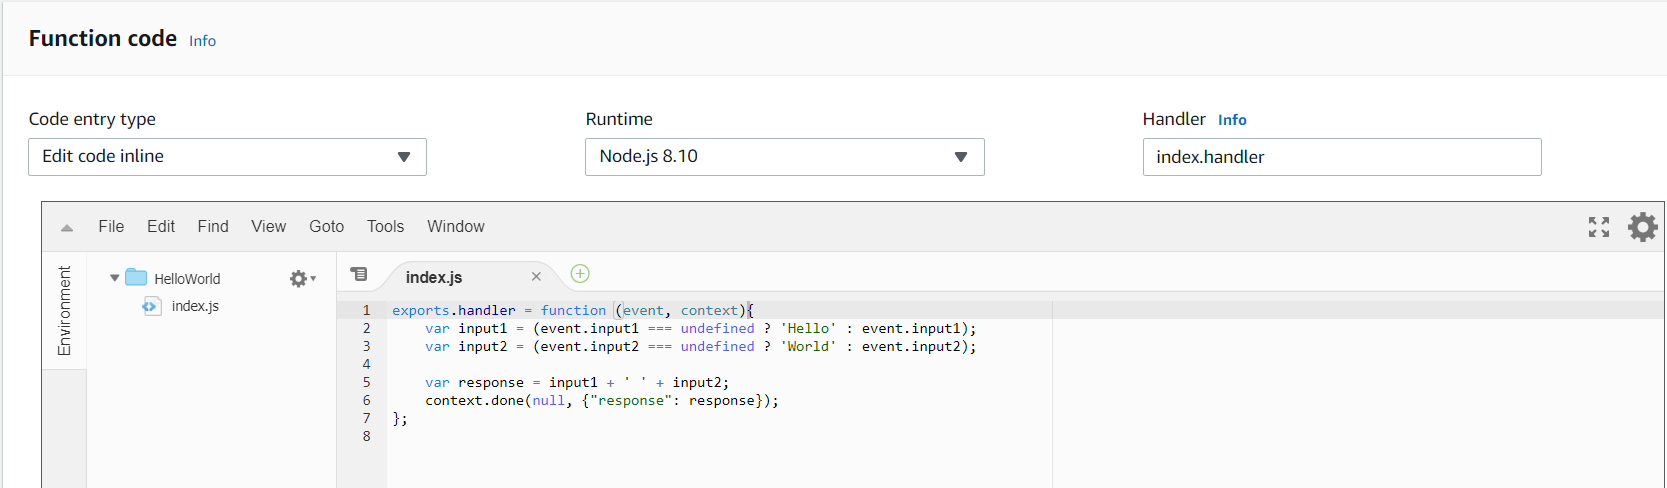 Function code Info
Code entry type Runtime Handler Info
Edit code inline Node.js 8.10 index.handler
File Edit Find View Goto Tools Window
Environment
HelloWorld
index.js
index.js
1 exports.handler = function (event, context){
2     var input1 = (event.input1 === undefined ? 'Hello' : event.input1);
3     var input2 = (event.input2 === undefined ? 'World' : event.input2);
4
5     var response = input1 + ' ' + input2;
6     context.done(null, {"response": response});
7 };
8